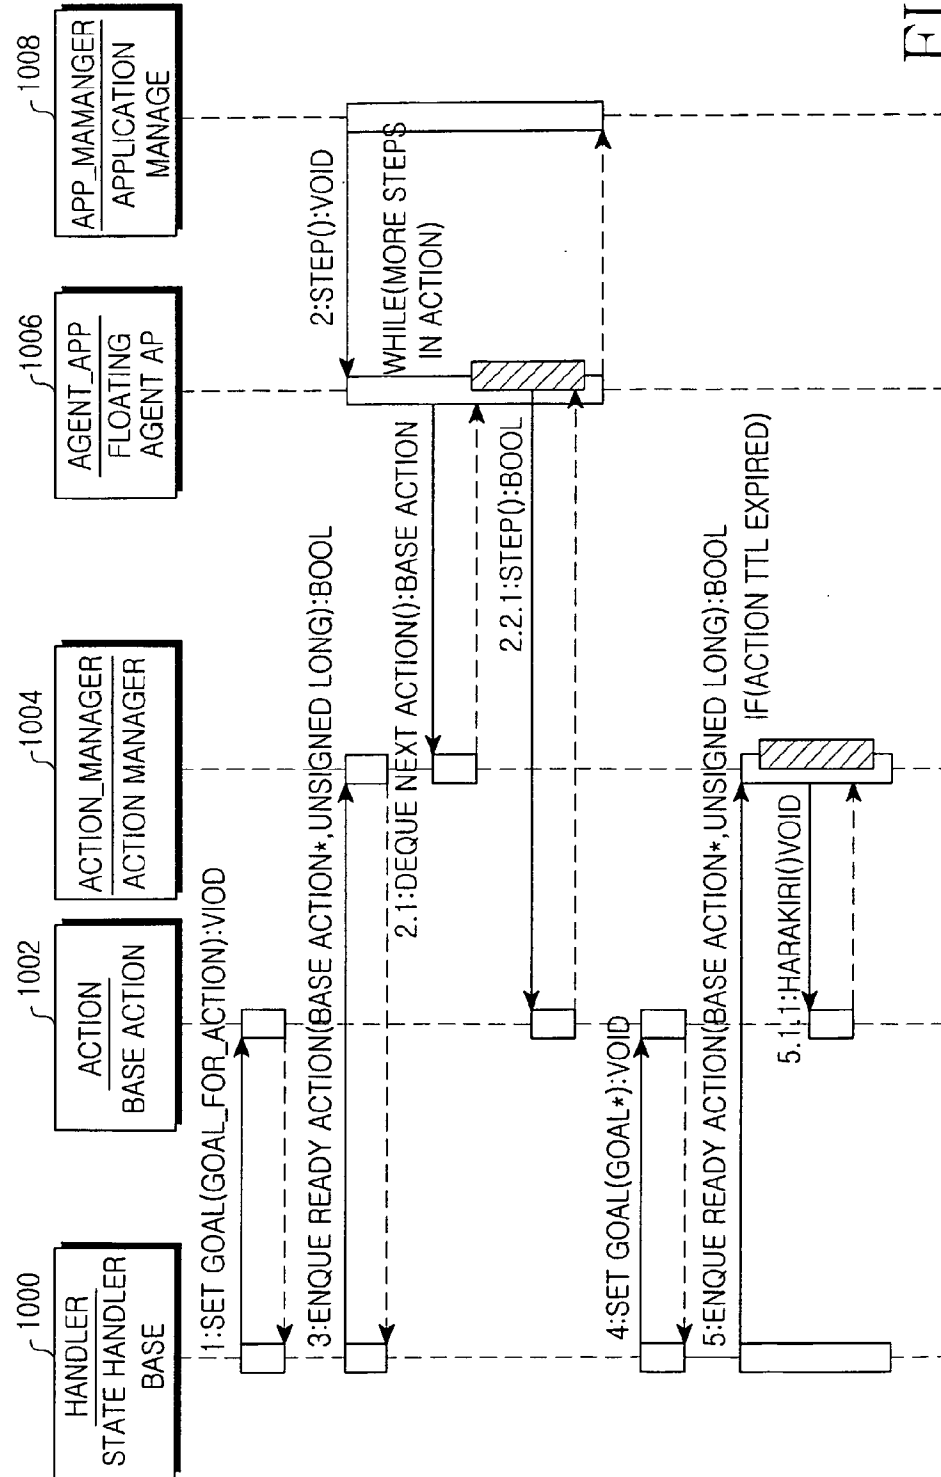 1000
HANDLER
STATE HANDLER
BASE
1002
ACTION
BASE ACTION
1004
ACTION_MANAGER
ACTION MANAGER
1006
AGENT_APP
FLOATING
AGENT AP
1008
APP_MAMANGER
APPLICATION
MANAGE
1:SET GOAL(GOAL_FOR_ACTION):VIOD
3:ENQUE READY ACTION(BASE ACTION*,UNSIGNED LONG):BOOL
2:STEP():VOID
WHILE(MORE STEPS
IN ACTION)
2.1:DEQUE NEXT ACTION():BASE ACTION
2.2.1:STEP():BOOL
4:SET GOAL(GOAL*):VOID
5:ENQUE READY ACTION(BASE ACTION*,UNSIGNED LONG):BOOL
IF(ACTION TTL EXPIRED)
5.1.1:HARAKIRI()VOID